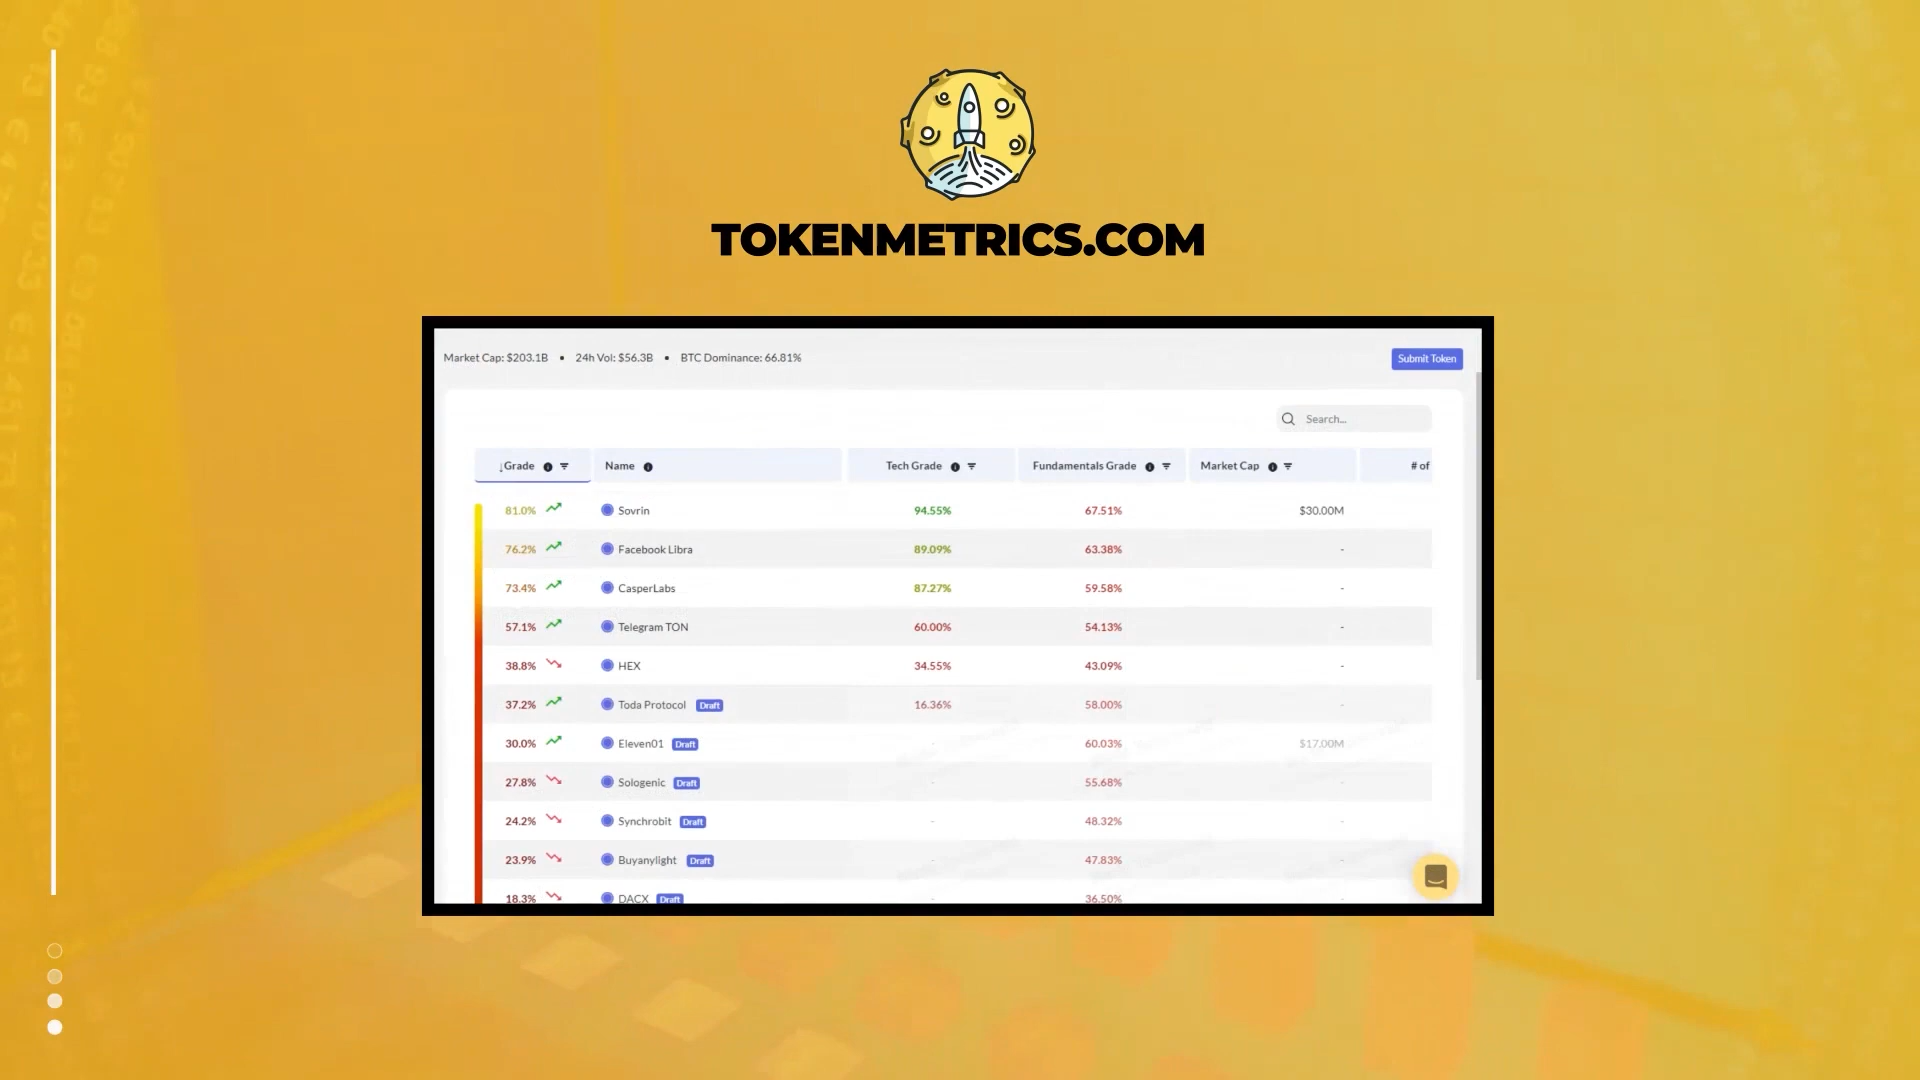 TOKENMETRICS.COM
Market Cap: $203.1B • 24h Vol: $56.3B • BTC Dominance: 66.81%
Submit Token
Search...
↓Grade Name Tech Grade Fundamentals Grade Market Cap # of
81.0% Sovrin 94.55% 67.51% $30.00M
76.2% Facebook Libra 89.09% 63.38% -
73.4% CasperLabs 87.27% 59.58% -
57.1% Telegram TON 60.00% 54.13% -
38.8% HEX 34.55% 43.09% -
37.2% Toda Protocol Draft 16.36% 58.00% -
30.0% Eleven01 Draft - 60.03% $17.00M
27.8% Sologenic Draft - 55.68% -
24.2% Synchrobit Draft - 48.32% -
23.9% Buyanylight Draft - 47.83% -
18.3% DACX Draft - 36.50% -